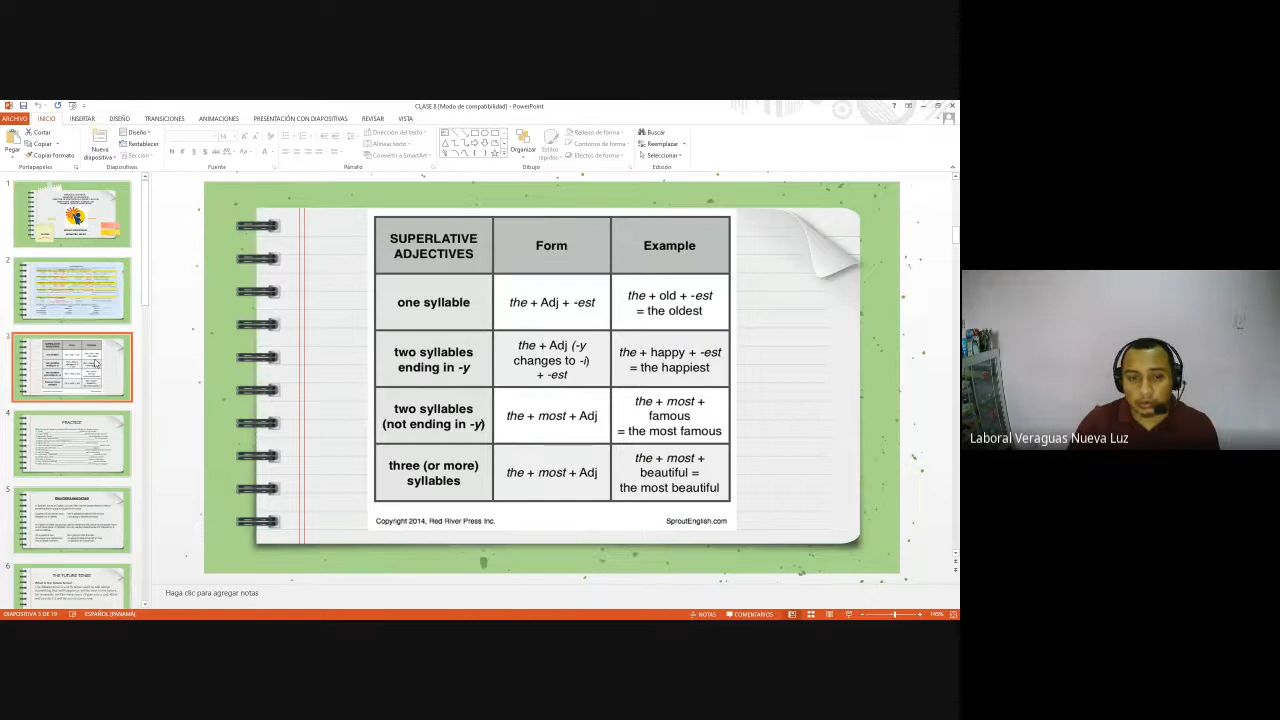 CLASE 8 [Modo de compatibilidad] - PowerPoint
ARCHIVO INICIO INSERTAR DISEÑO TRANSICIONES ANIMACIONES PRESENTACIÓN CON DIAPOSITIVAS REVISAR VISTA
Pegar
Cortar
Copiar
Copiar formato
Portapapeles
Nueva
diapositiva
Diseño
Restablecer
Sección
Diapositivas
Fuente
Dirección del texto
Alinear texto
Convertir a SmartArt
Párrafo
Organizar
Estilos
rápidos
Relleno de forma
Contorno de forma
Efectos de forma
Dibujo
Buscar
Reemplazar
Seleccionar
Edición
1
2
3
4
PRACTICE
5
6
THE FUTURE TENSE
SUPERLATIVE
ADJECTIVES
Form
Example
one syllable
the + Adj + -est
the + old + -est
= the oldest
two syllables
ending in -y
the + Adj (-y
changes to -i)
+ -est
the + happy + -est
= the happiest
two syllables
(not ending in -y)
the + most + Adj
the + most +
famous
= the most famous
three (or more)
syllables
the + most + Adj
the + most +
beautiful =
the most beautiful
Copyright 2014, Red River Press Inc.
SproutEnglish.com
Haga clic para agregar notas
DIAPOSITIVA 3 DE 19 ESPAÑOL (PANAMÁ) NOTAS COMENTARIOS 145%
Laboral Veraguas Nueva Luz